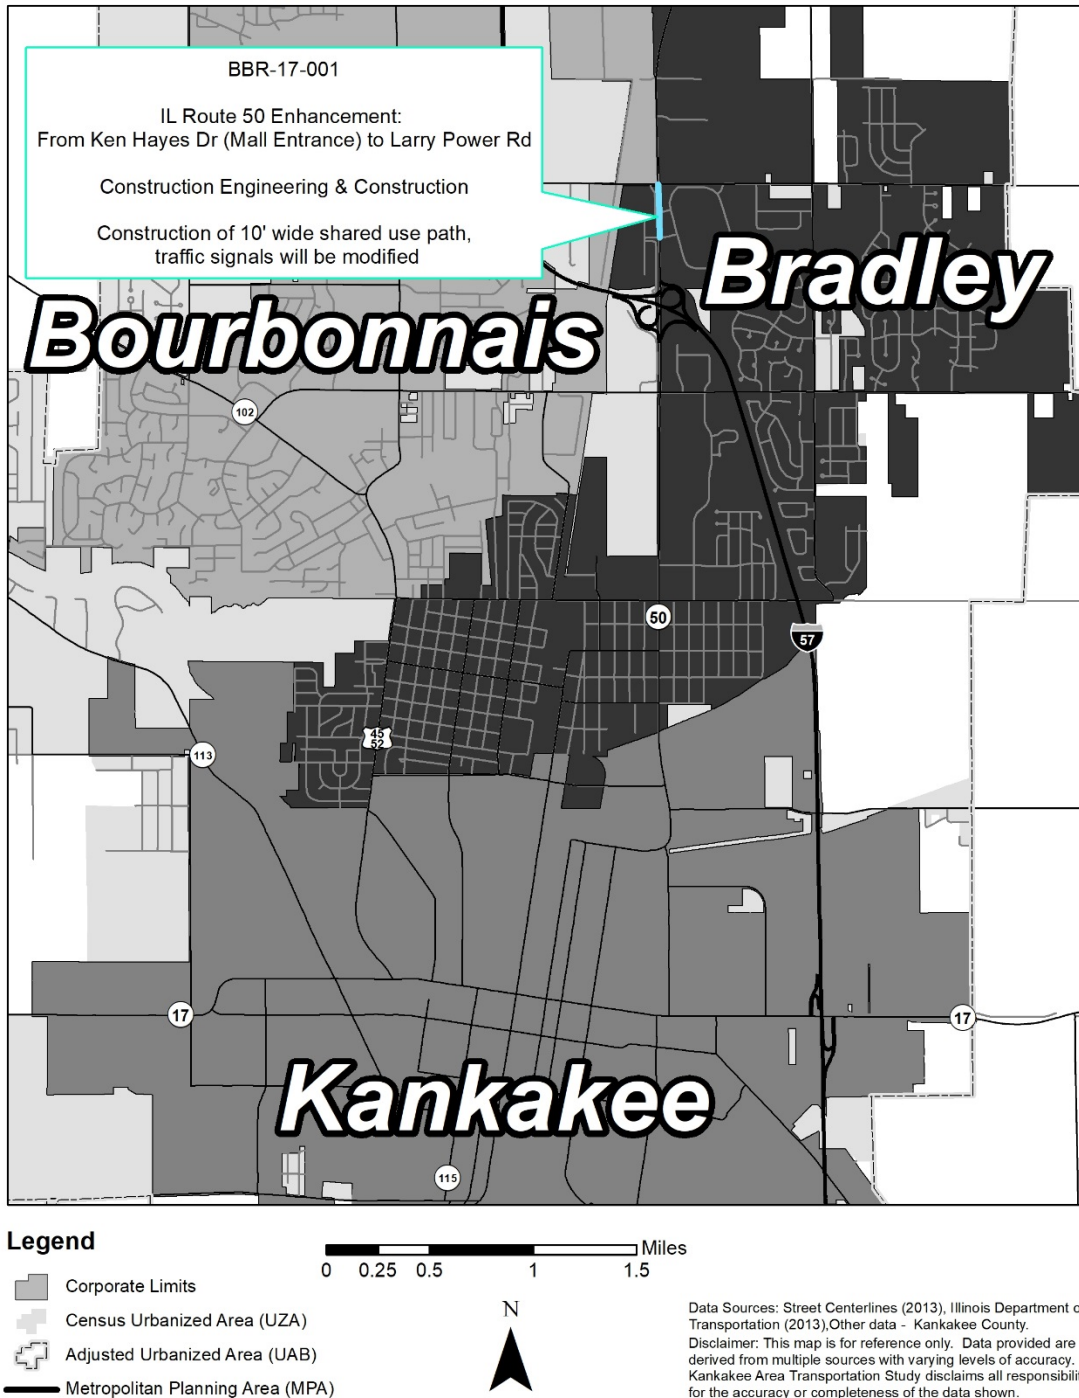 BBR-17-001
IL Route 50 Enhancement:
From Ken Hayes Dr (Mall Entrance) to Larry Power Rd
Construction Engineering & Construction
Construction of 10' wide shared use path,
traffic signals will be modified
Bradley
Bourbonnais
102
50
57
45
52
113
17
17
Kankakee
115
Legend
Corporate Limits
Census Urbanized Area (UZA)
Adjusted Urbanized Area (UAB)
Metropolitan Planning Area (MPA)
Miles
0 0.25 0.5 1 1.5
N
Data Sources: Street Centerlines (2013), Illinois Department o
Transportation (2013),Other data - Kankakee County.
Disclaimer: This map is for reference only. Data provided are
derived from multiple sources with varying levels of accuracy.
Kankakee Area Transportation Study disclaims all responsibili
for the accuracy or completeness of the data shown.